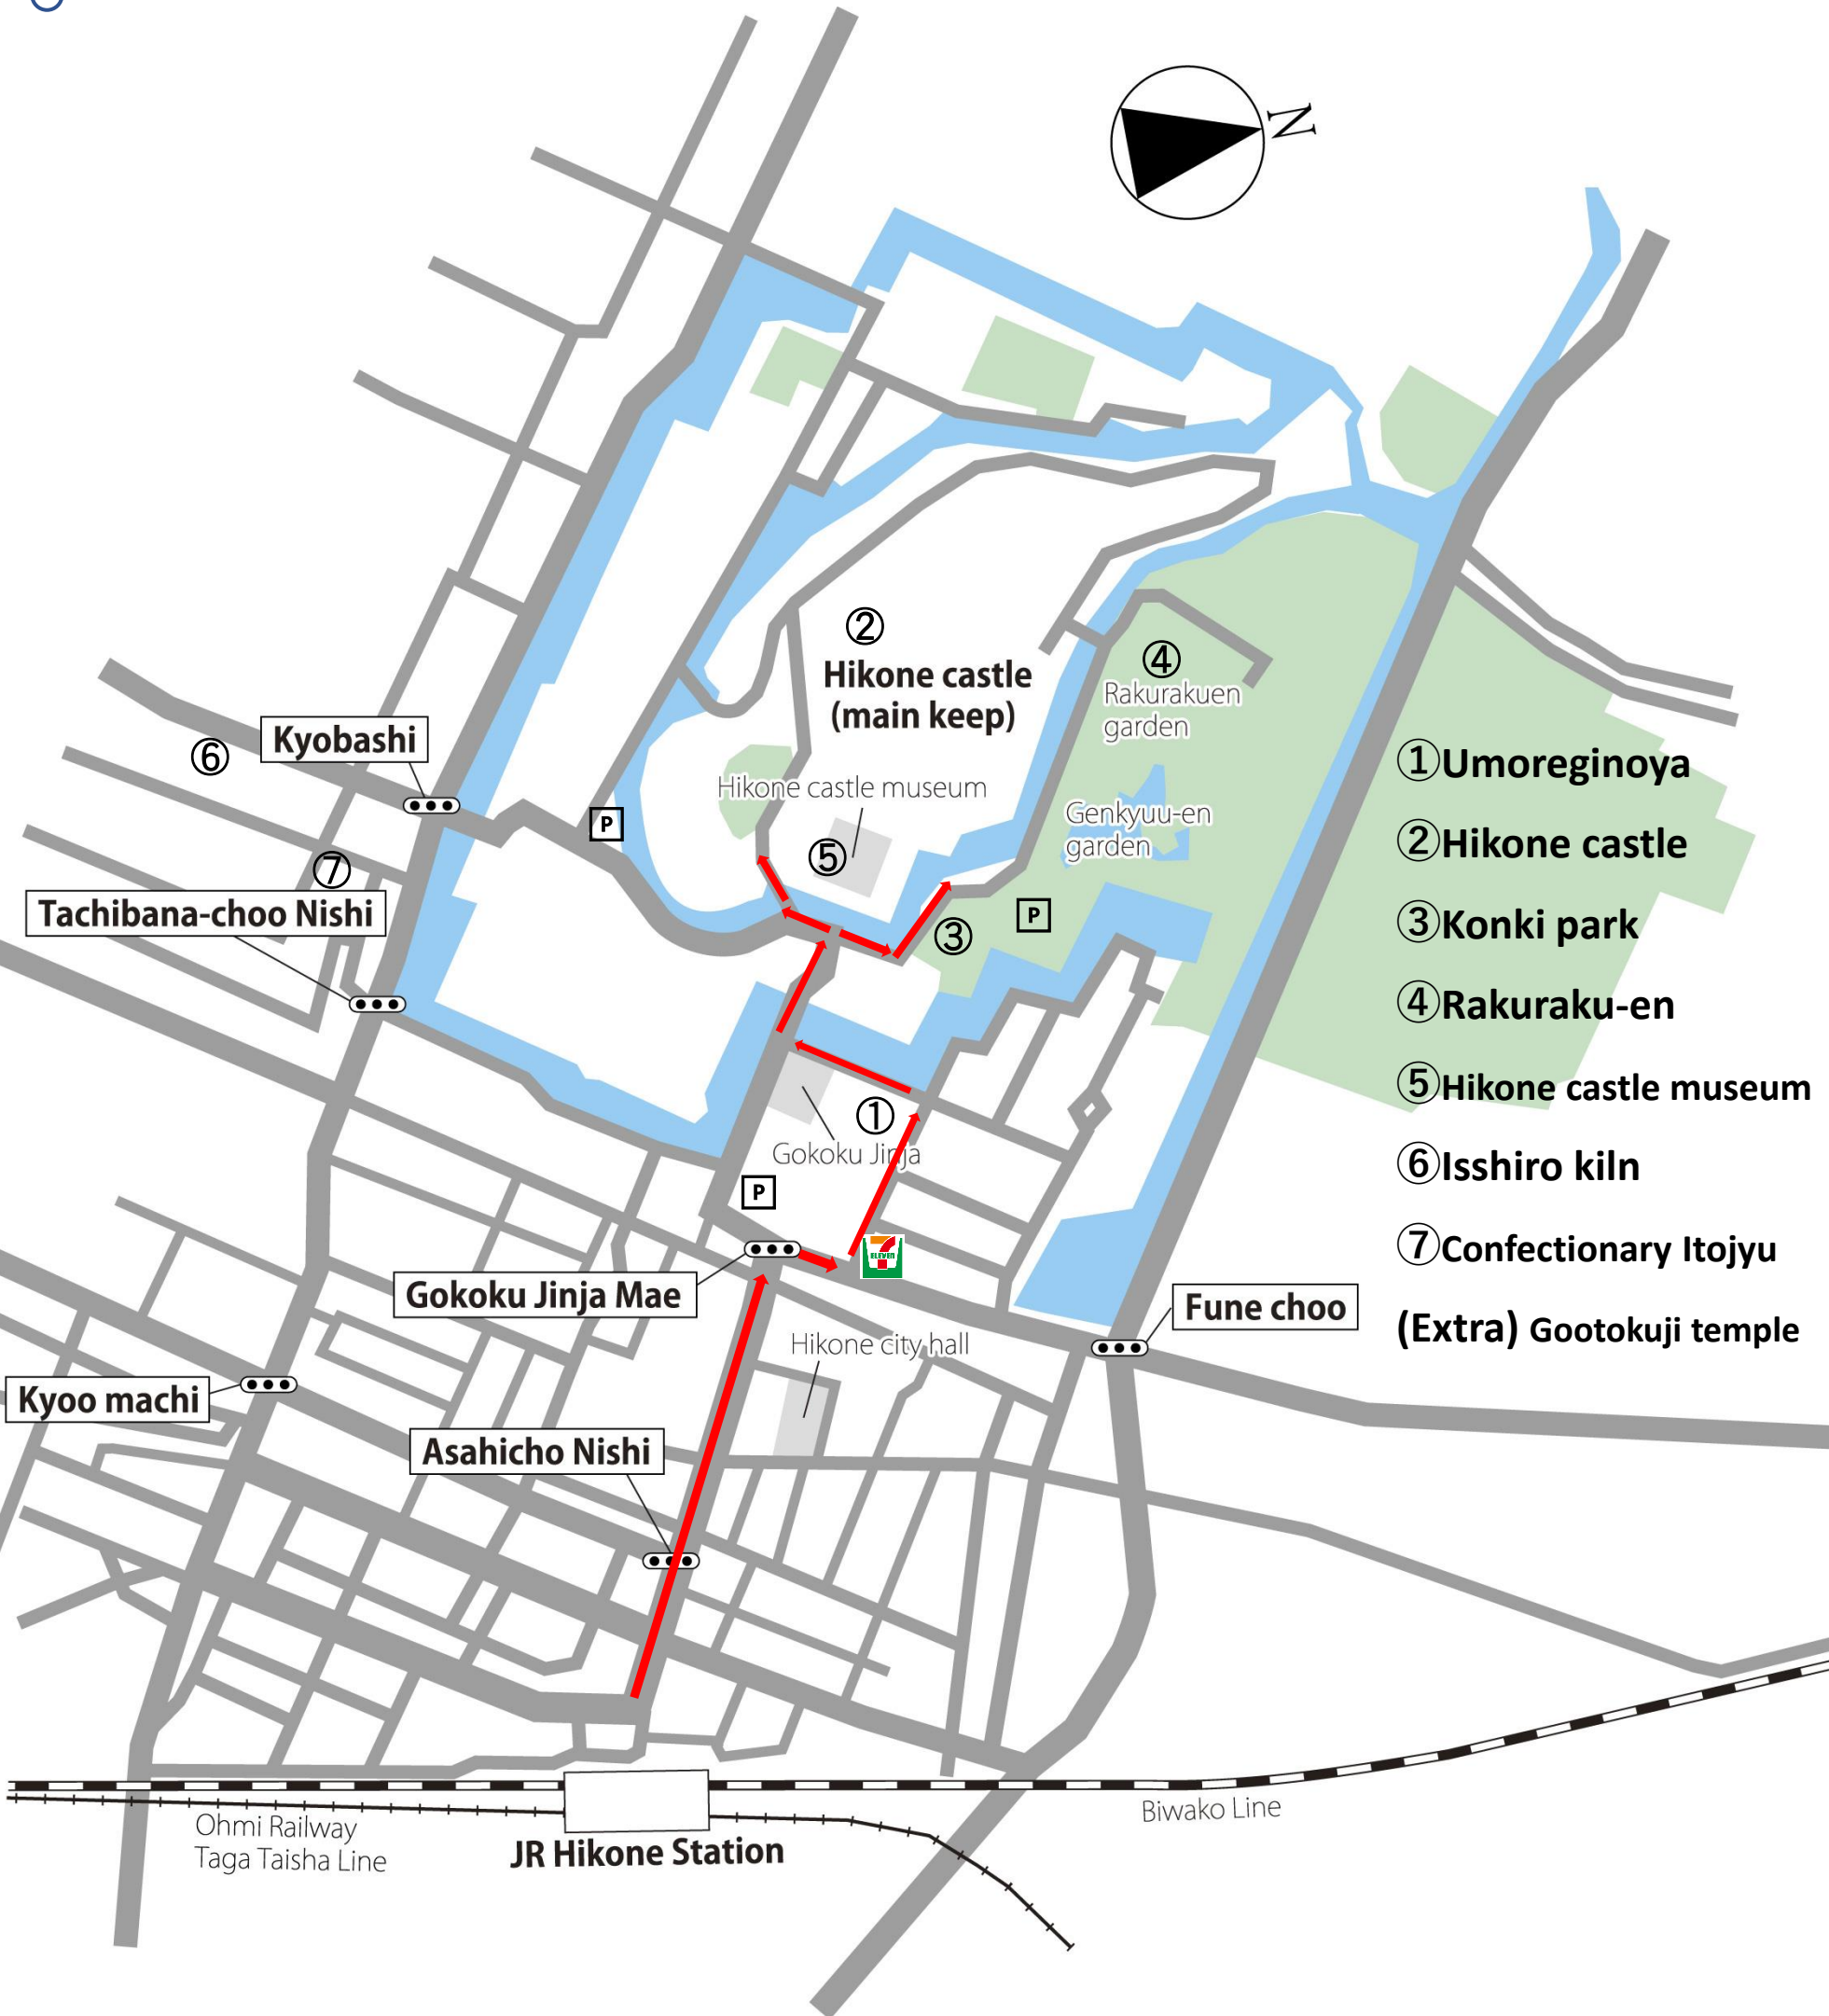 N
②
Hikone castle
(main keep)
④
Rakurakuen
garden
⑥
Kyobashi
Hikone castle museum
P
Genkyuu-en
garden
⑤
⑦
Tachibana-choo Nishi
P
③
①
Gokoku Jinja
P
7
ELEVEN
Gokoku Jinja Mae
Fune choo
Hikone city hall
Kyoo machi
Asahicho Nishi
Ohmi Railway
Taga Taisha Line
JR Hikone Station
Biwako Line
①Umoreginoya
②Hikone castle
③Konki park
④Rakuraku-en
⑤Hikone castle museum
⑥Isshiro kiln
⑦Confectionary Itojyu
(Extra) Gootokuji temple